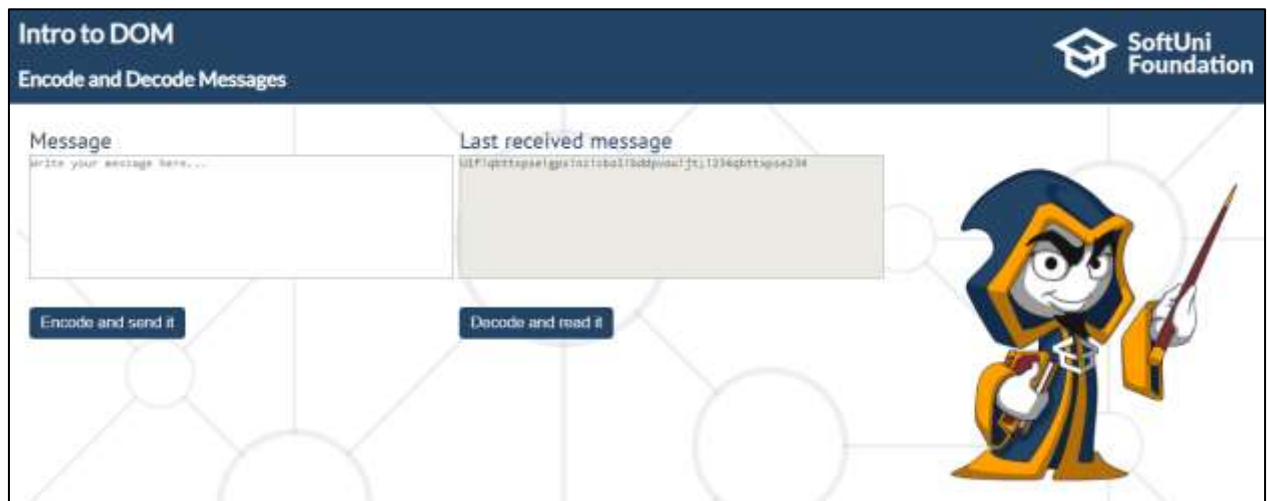 Intro to DOM
SoftUni
Foundation
Encode and Decode Messages
Message
Last received message
Write your message here...
Encode and send it
Decode and read it